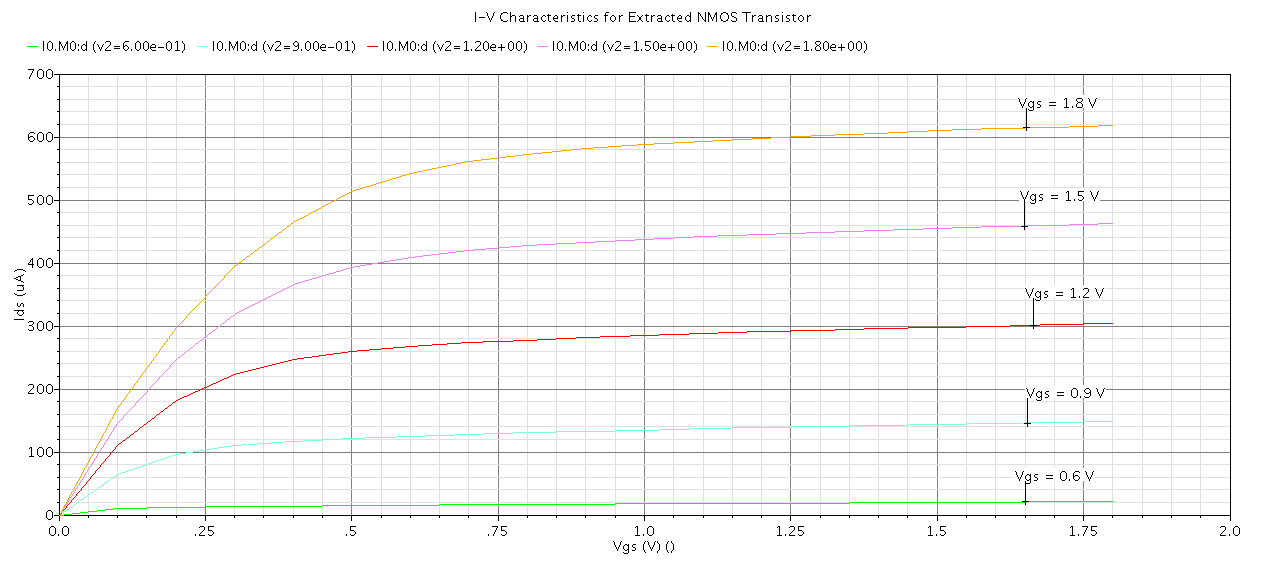 I-V Characteristics for Extracted NMOS Transistor
I0.M0:d (v2=6.00e-01) I0.M0:d (v2=9.00e-01) I0.M0:d (v2=1.20e+00) I0.M0:d (v2=1.50e+00) I0.M0:d (v2=1.80e+00)
700
600
500
400
300
200
100
0
Ids (uA)
Vgs = 1.8 V
Vgs = 1.5 V
Vgs = 1.2 V
Vgs = 0.9 V
Vgs = 0.6 V
0.0 .25 .5 .75 1.0 1.25 1.5 1.75 2.0
Vgs (V) ()